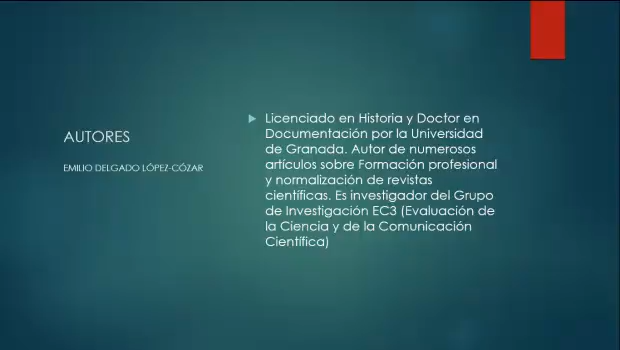 AUTORES
EMILIO DELGADO LÓPEZ-CÓZAR
Licenciado en Historia y Doctor en
Documentación por la Universidad
de Granada. Autor de numerosos
artículos sobre Formación profesional
y normalización de revistas
científicas. Es investigador del Grupo
de Investigación EC3 (Evaluación de
la Ciencia y de la Comunicación
Científica)